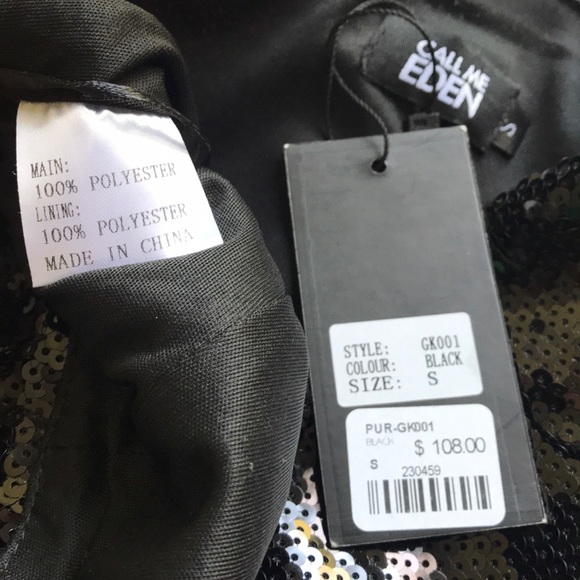 MAIN:
100% POLYESTER
LINING:
100% POLYESTER
MADE IN CHINA
CALL ME
EDEN
S
STYLE: GK001
COLOUR: BLACK
SIZE: S
PUR-GK001
BLACK
$ 108.00
S
230459